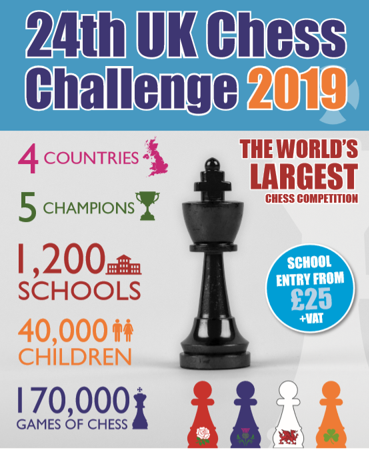 24th UK Chess
Challenge 2019
4 COUNTRIES
THE WORLD'S
LARGEST
CHESS COMPETITION
5 CHAMPIONS
1,200
SCHOOLS
SCHOOL
ENTRY FROM
£25
+VAT
40,000
CHILDREN
170,000
GAMES OF CHESS